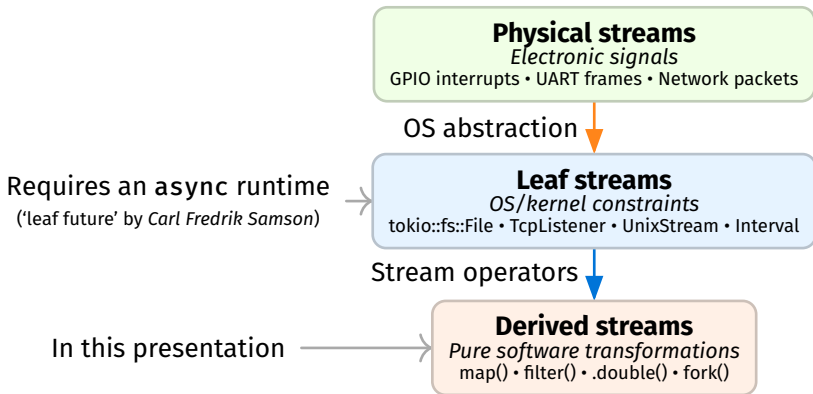 Physical streams
Electronic signals
GPIO interrupts • UART frames • Network packets
OS abstraction
Requires an async runtime
(‘leaf future’ by Carl Fredrik Samson)
Leaf streams
OS/kernel constraints
tokio::fs::File • TcpListener • UnixStream • Interval
Stream operators
In this presentation
Derived streams
Pure software transformations
map() • filter() • .double() • fork()